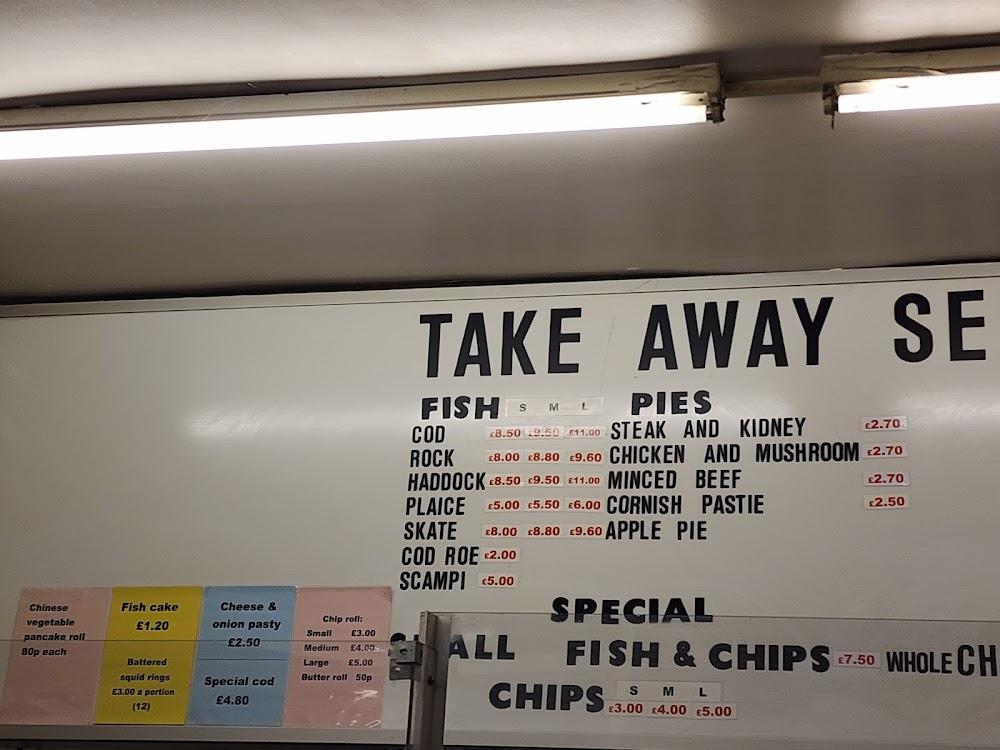 TAKE AWAY SE
FISH S M L
COD £8.50 £9.50 £11.00
ROCK £8.00 £8.80 £9.60
HADDOCK £8.50 £9.50 £11.00
PLAICE £5.00 £5.50 £6.00
SKATE £8.00 £8.80 £9.60
COD ROE £2.00
SCAMPI £5.00
PIES
STEAK AND KIDNEY £2.70
CHICKEN AND MUSHROOM £2.70
MINCED BEEF £2.70
CORNISH PASTIE £2.50
APPLE PIE
SPECIAL
SMALL FISH & CHIPS £7.50 WHOLE CH
CHIPS S M L
£3.00 £4.00 £5.00
Chinese
vegetable
pancake roll
80p each
Fish cake
£1.20
Battered
squid rings
£3.00 a portion
(12)
Cheese &
onion pasty
£2.50
Special cod
£4.80
Chip roll:
Small £3.00
Medium £4.00
Large £5.00
Butter roll 50p